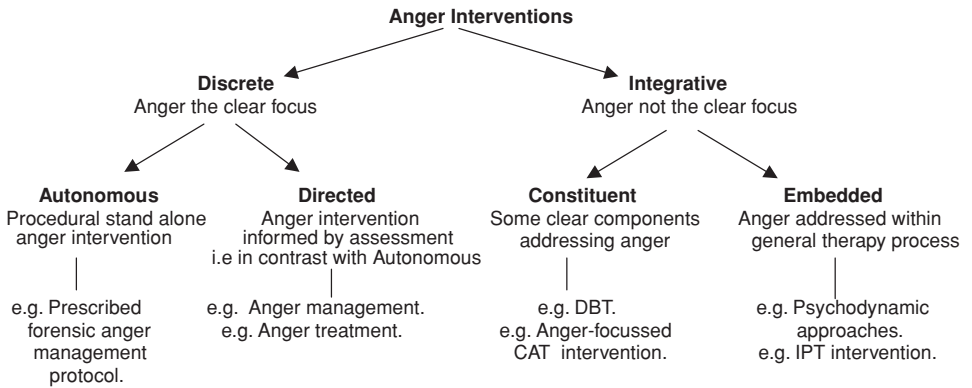 Anger Interventions
Discrete
Anger the clear focus
Integrative
Anger not the clear focus
Autonomous
Procedural stand alone
anger intervention
Directed
Anger intervention
informed by assessment
i.e in contrast with Autonomous
Constituent
Some clear components
addressing anger
Embedded
Anger addressed within
general therapy process
e.g. Prescribed
forensic anger
management
protocol.
e.g. Anger management.
e.g. Anger treatment.
e.g. DBT.
e.g. Anger-focussed
CAT intervention.
e.g. Psychodynamic
approaches.
e.g. IPT intervention.